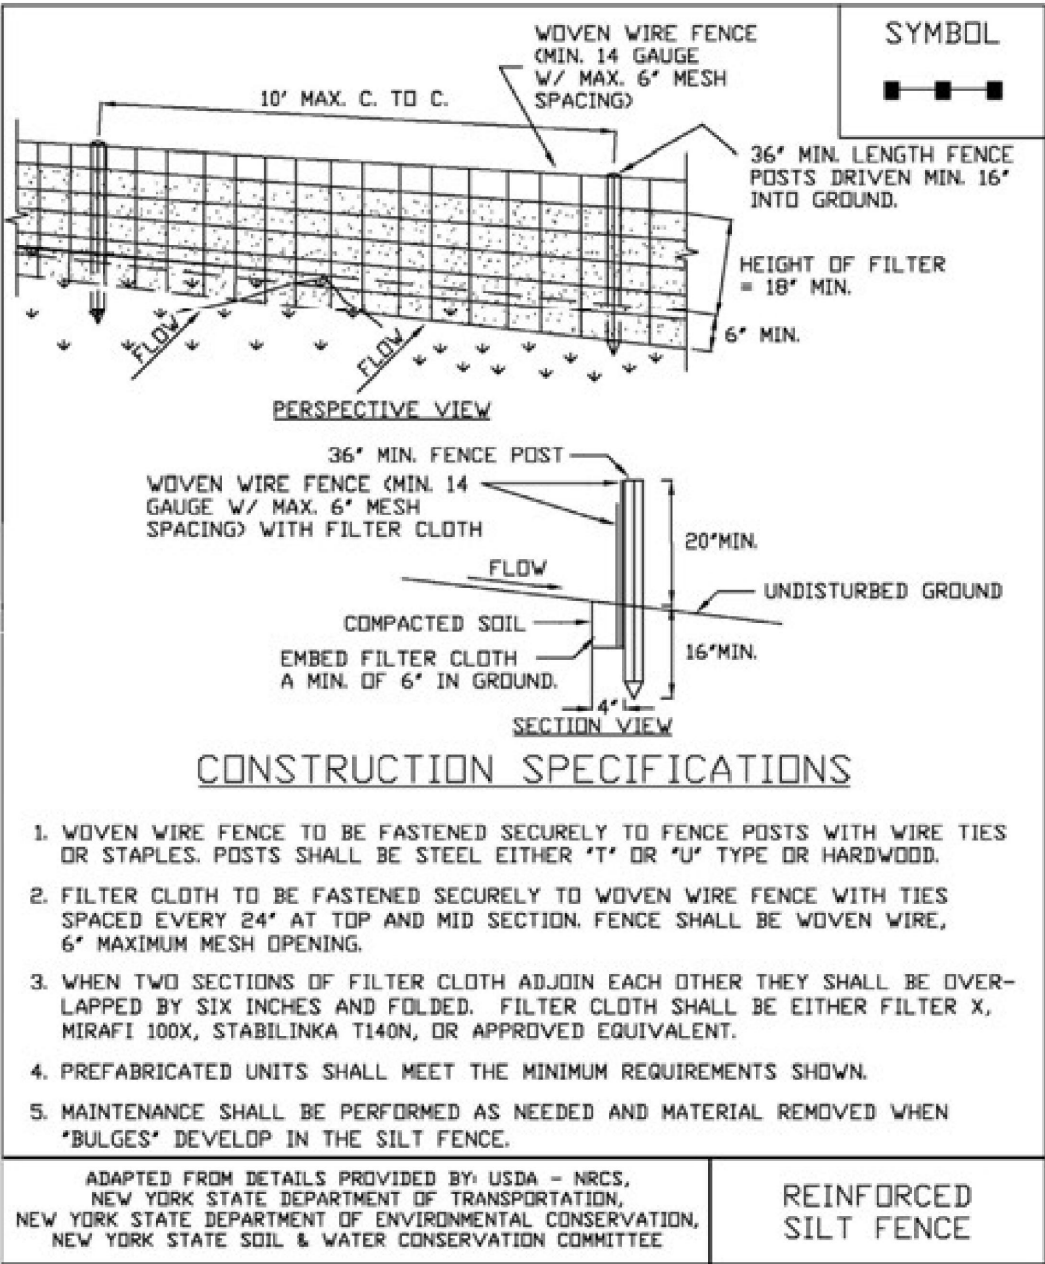 SYMBOL
WOVEN WIRE FENCE
(MIN. 14 GAUGE
W/ MAX. 6" MESH
SPACING)
10' MAX. C. TO C.
36" MIN. LENGTH FENCE
POSTS DRIVEN MIN. 16"
INTO GROUND.
HEIGHT OF FILTER
= 18" MIN.
6" MIN.
FLOW
FLOW
PERSPECTIVE VIEW
36" MIN. FENCE POST
WOVEN WIRE FENCE (MIN. 14
GAUGE W/ MAX. 6" MESH
SPACING) WITH FILTER CLOTH
20"MIN.
FLOW
UNDISTURBED GROUND
COMPACTED SOIL
EMBED FILTER CLOTH
A MIN. OF 6" IN GROUND.
16"MIN.
4"
SECTION VIEW
CONSTRUCTION SPECIFICATIONS
1. WOVEN WIRE FENCE TO BE FASTENED SECURELY TO FENCE POSTS WITH WIRE TIES
OR STAPLES. POSTS SHALL BE STEEL EITHER "T" OR "U" TYPE OR HARDWOOD.
2. FILTER CLOTH TO BE FASTENED SECURELY TO WOVEN WIRE FENCE WITH TIES
SPACED EVERY 24" AT TOP AND MID SECTION. FENCE SHALL BE WOVEN WIRE,
6" MAXIMUM MESH OPENING.
3. WHEN TWO SECTIONS OF FILTER CLOTH ADJOIN EACH OTHER THEY SHALL BE OVER-
LAPPED BY SIX INCHES AND FOLDED. FILTER CLOTH SHALL BE EITHER FILTER X,
MIRAFI 100X, STABILINKA T140N, OR APPROVED EQUIVALENT.
4. PREFABRICATED UNITS SHALL MEET THE MINIMUM REQUIREMENTS SHOWN.
5. MAINTENANCE SHALL BE PERFORMED AS NEEDED AND MATERIAL REMOVED WHEN
"BULGES" DEVELOP IN THE SILT FENCE.
ADAPTED FROM DETAILS PROVIDED BY: USDA - NRCS,
NEW YORK STATE DEPARTMENT OF TRANSPORTATION,
NEW YORK STATE DEPARTMENT OF ENVIRONMENTAL CONSERVATION,
NEW YORK STATE SOIL & WATER CONSERVATION COMMITTEE
REINFORCED
SILT FENCE